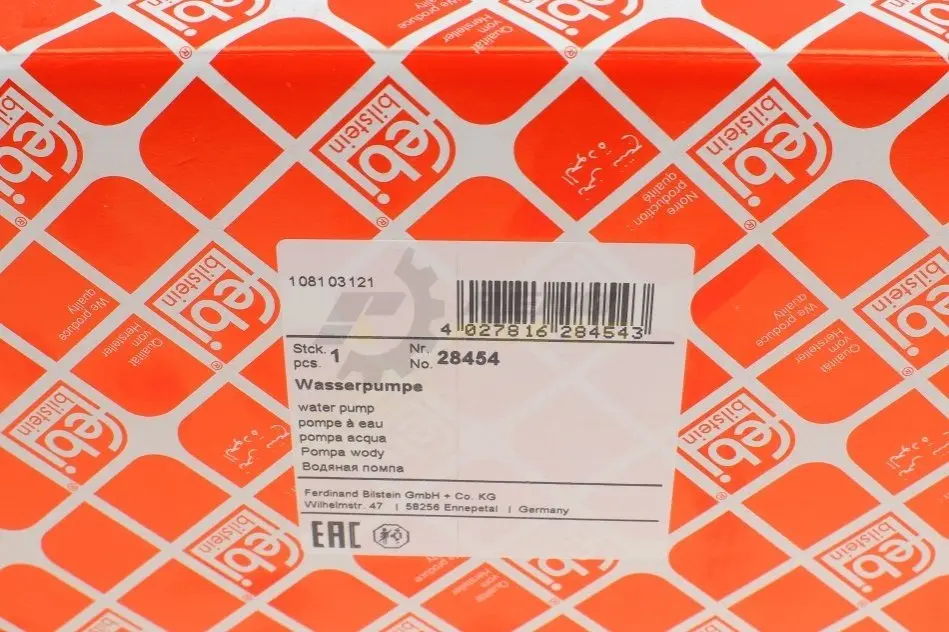 108103121
4 027816 284543
Stck.
pcs. 1
Nr.
No. 28454
Wasserpumpe
water pump
pompe à eau
pompa acqua
Pompa wody
Водяная помпа
Ferdinand Bilstein GmbH + Co. KG
Wilhelmstr. 47 | 58256 Ennepetal | Germany
EAC
febi
bilstein
®
We produce
quality
Qualität
vom
Hersteller
Notre
production :
qualité